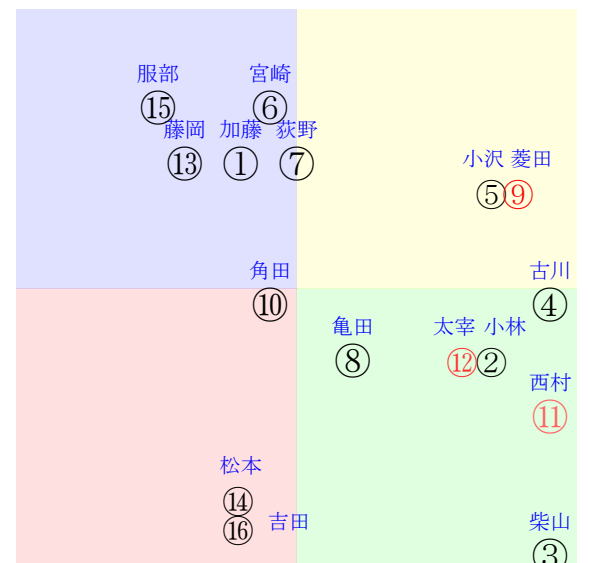 服部 宮崎
⑮ ⑥
藤岡 加藤 荻野
⑬ ① ⑦
小沢 菱田
⑤⑨
角田 古川
⑩ ④
亀田 太宰 小林
⑧ ⑫②
西村
⑪
松本
⑭
⑯ 吉田 柴山
③